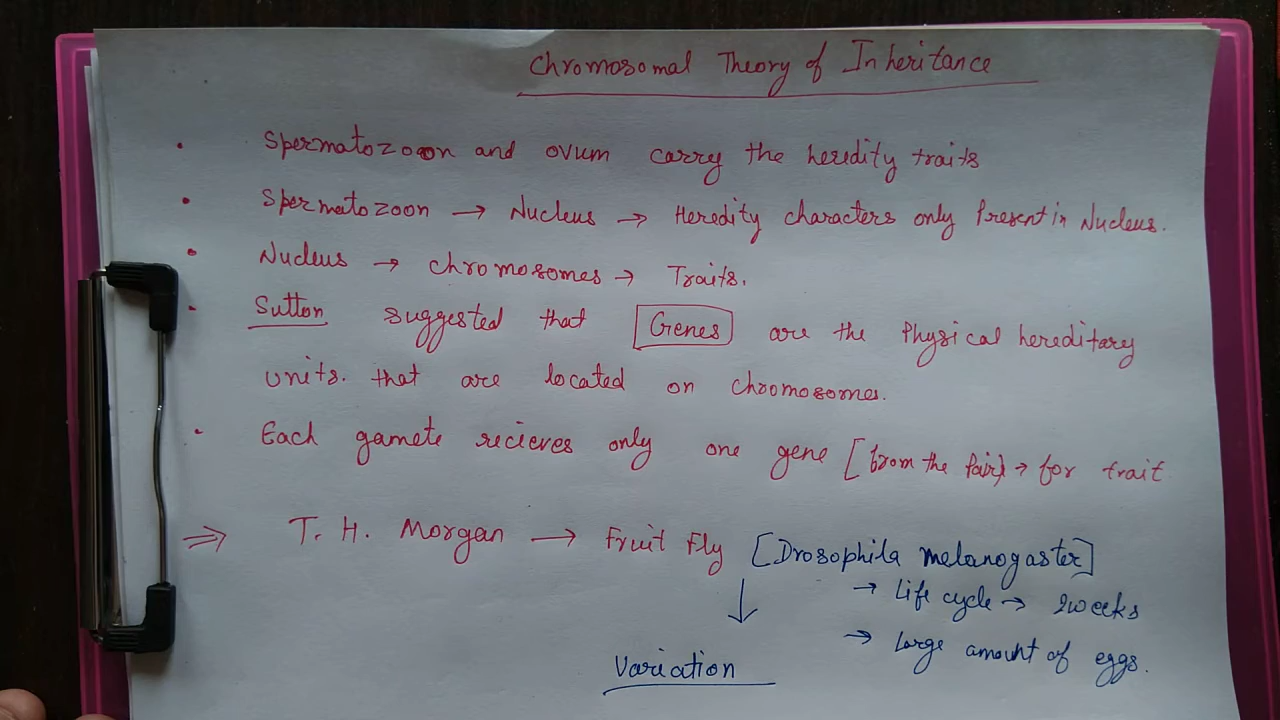 Chromosomal Theory of Inheritance
• Spermatozoon and ovum carry the heredity traits
• Spermatozoon → Nucleus → Heredity characters only Present in Nucleus.
• Nucleus → chromosomes → Traits.
• Sutton suggested that [Genes] are the Physical hereditary
units. that are located on chromosomes.
• Each gamete recieves only one gene [from the pair] → for trait
⇒ T. H. Morgan → Fruit Fly [Drosophila melanogaster]
↓ → Life cycle → 2weeks
→ Large amount of eggs.
Variation